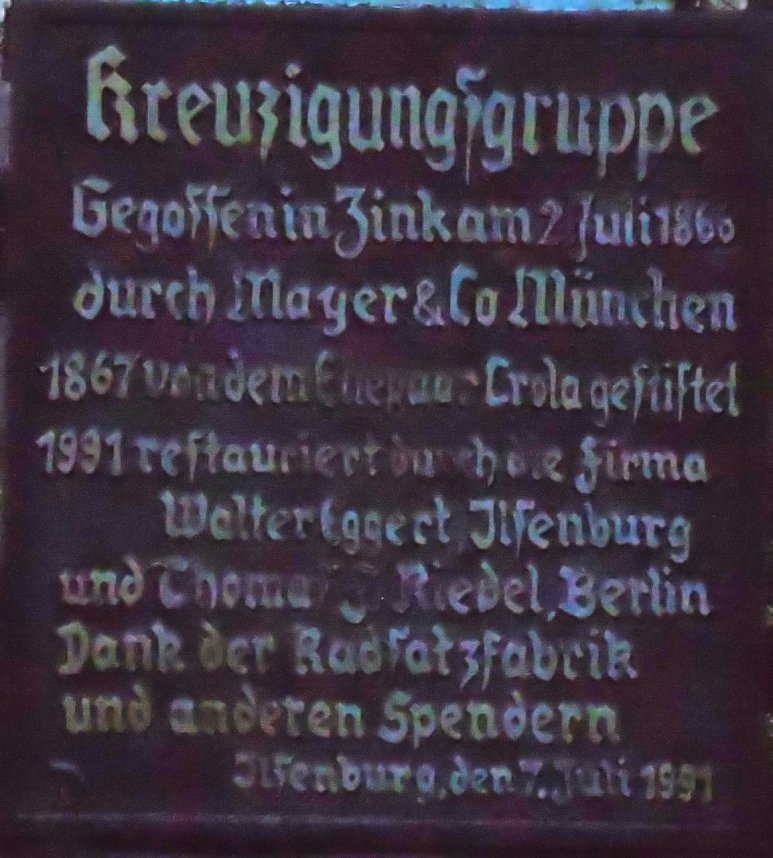 Kreuzigungsgruppe
Gegossen in Zink am 2 Juli 1860
durch Mayer & Co München
1867 von dem Ehepaar Crola gestiftet
1991 restauriert durch die Firma
Walter Eggert Ilsenburg
und Thomas Riedel, Berlin
Dank der Radsatzfabrik
und anderen Spendern
Ilsenburg, den 7. Juli 1991